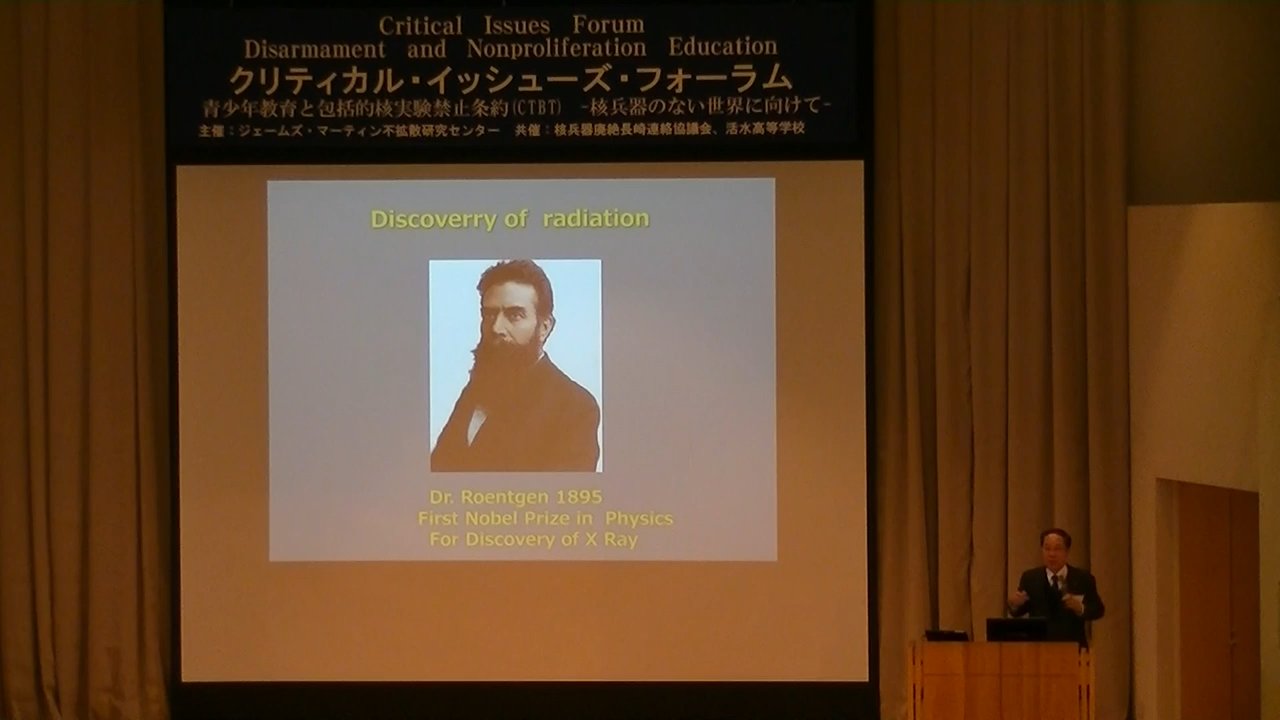 Critical Issues Forum
Disarmament and Nonproliferation Education
クリティカル・イッシューズ・フォーラム
青少年教育と包括的核実験禁止条約(CTBT) -核兵器のない世界に向けて-
主催：ジェームズ・マーティン不拡散研究センター 共催：核兵器廃絶長崎連絡協議会、活水高等学校
Discoverry of radiation
Dr. Roentgen 1895
First Nobel Prize in Physics
For Discovery of X Ray